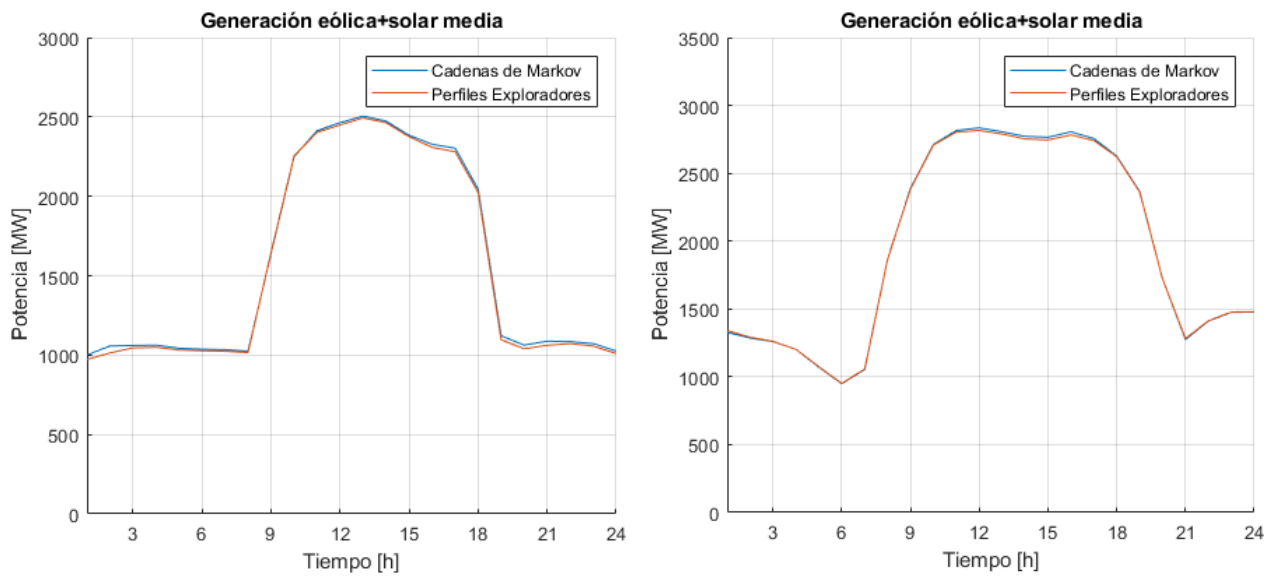 Generación eólica+solar media
3000
2500
2000
1500
1000
500
0
Potencia [MW]
Cadenas de Markov
Perfiles Exploradores
3 6 9 12 15 18 21 24
Tiempo [h]
Generación eólica+solar media
3500
3000
2500
2000
1500
1000
500
0
Potencia [MW]
Cadenas de Markov
Perfiles Exploradores
3 6 9 12 15 18 21 24
Tiempo [h]